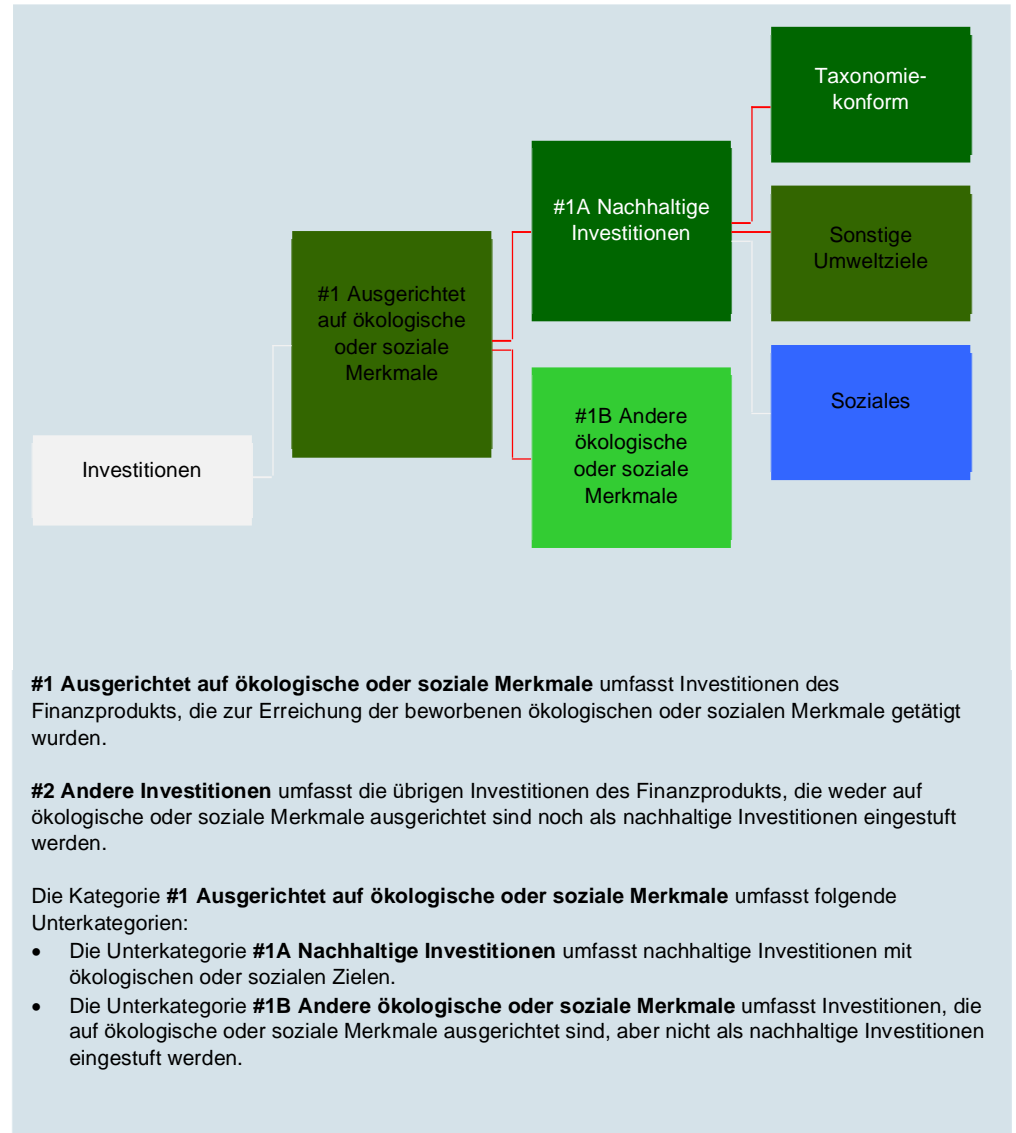 Taxonomie-
konform
#1A Nachhaltige
Investitionen
Sonstige
Umweltziele
#1 Ausgerichtet
auf ökologische
oder soziale
Merkmale
Soziales
#1B Andere
ökologische
oder soziale
Merkmale
Investitionen
#1 Ausgerichtet auf ökologische oder soziale Merkmale umfasst Investitionen des
Finanzprodukts, die zur Erreichung der beworbenen ökologischen oder sozialen Merkmale getätigt
wurden.
#2 Andere Investitionen umfasst die übrigen Investitionen des Finanzprodukts, die weder auf
ökologische oder soziale Merkmale ausgerichtet sind noch als nachhaltige Investitionen eingestuft
werden.
Die Kategorie #1 Ausgerichtet auf ökologische oder soziale Merkmale umfasst folgende
Unterkategorien:
• Die Unterkategorie #1A Nachhaltige Investitionen umfasst nachhaltige Investitionen mit
ökologischen oder sozialen Zielen.
• Die Unterkategorie #1B Andere ökologische oder soziale Merkmale umfasst Investitionen, die
auf ökologische oder soziale Merkmale ausgerichtet sind, aber nicht als nachhaltige Investitionen
eingestuft werden.